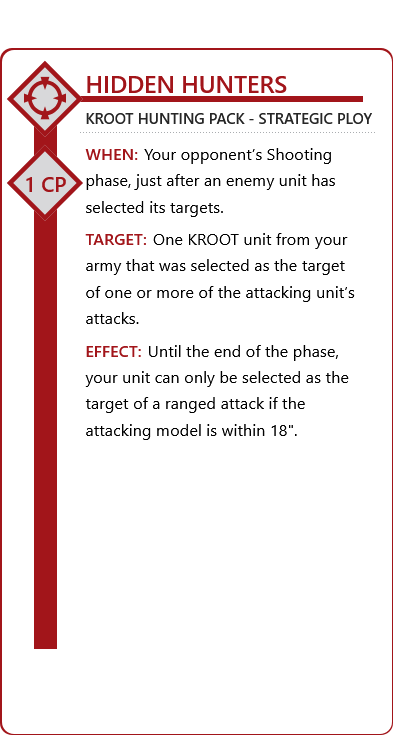 HIDDEN HUNTERS
KROOT HUNTING PACK - STRATEGIC PLOY
1 CP
WHEN: Your opponent’s Shooting
phase, just after an enemy unit has
selected its targets.
TARGET: One KROOT unit from your
army that was selected as the target
of one or more of the attacking unit’s
attacks.
EFFECT: Until the end of the phase,
your unit can only be selected as the
target of a ranged attack if the
attacking model is within 18".